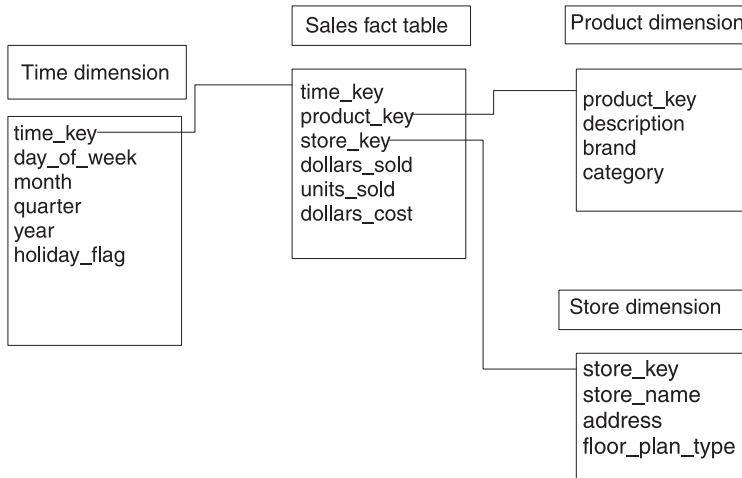 Time dimension
time_key
day_of_week
month
quarter
year
holiday_flag
Sales fact table
time_key
product_key
store_key
dollars_sold
units_sold
dollars_cost
Product dimension
product_key
description
brand
category
Store dimension
store_key
store_name
address
floor_plan_type